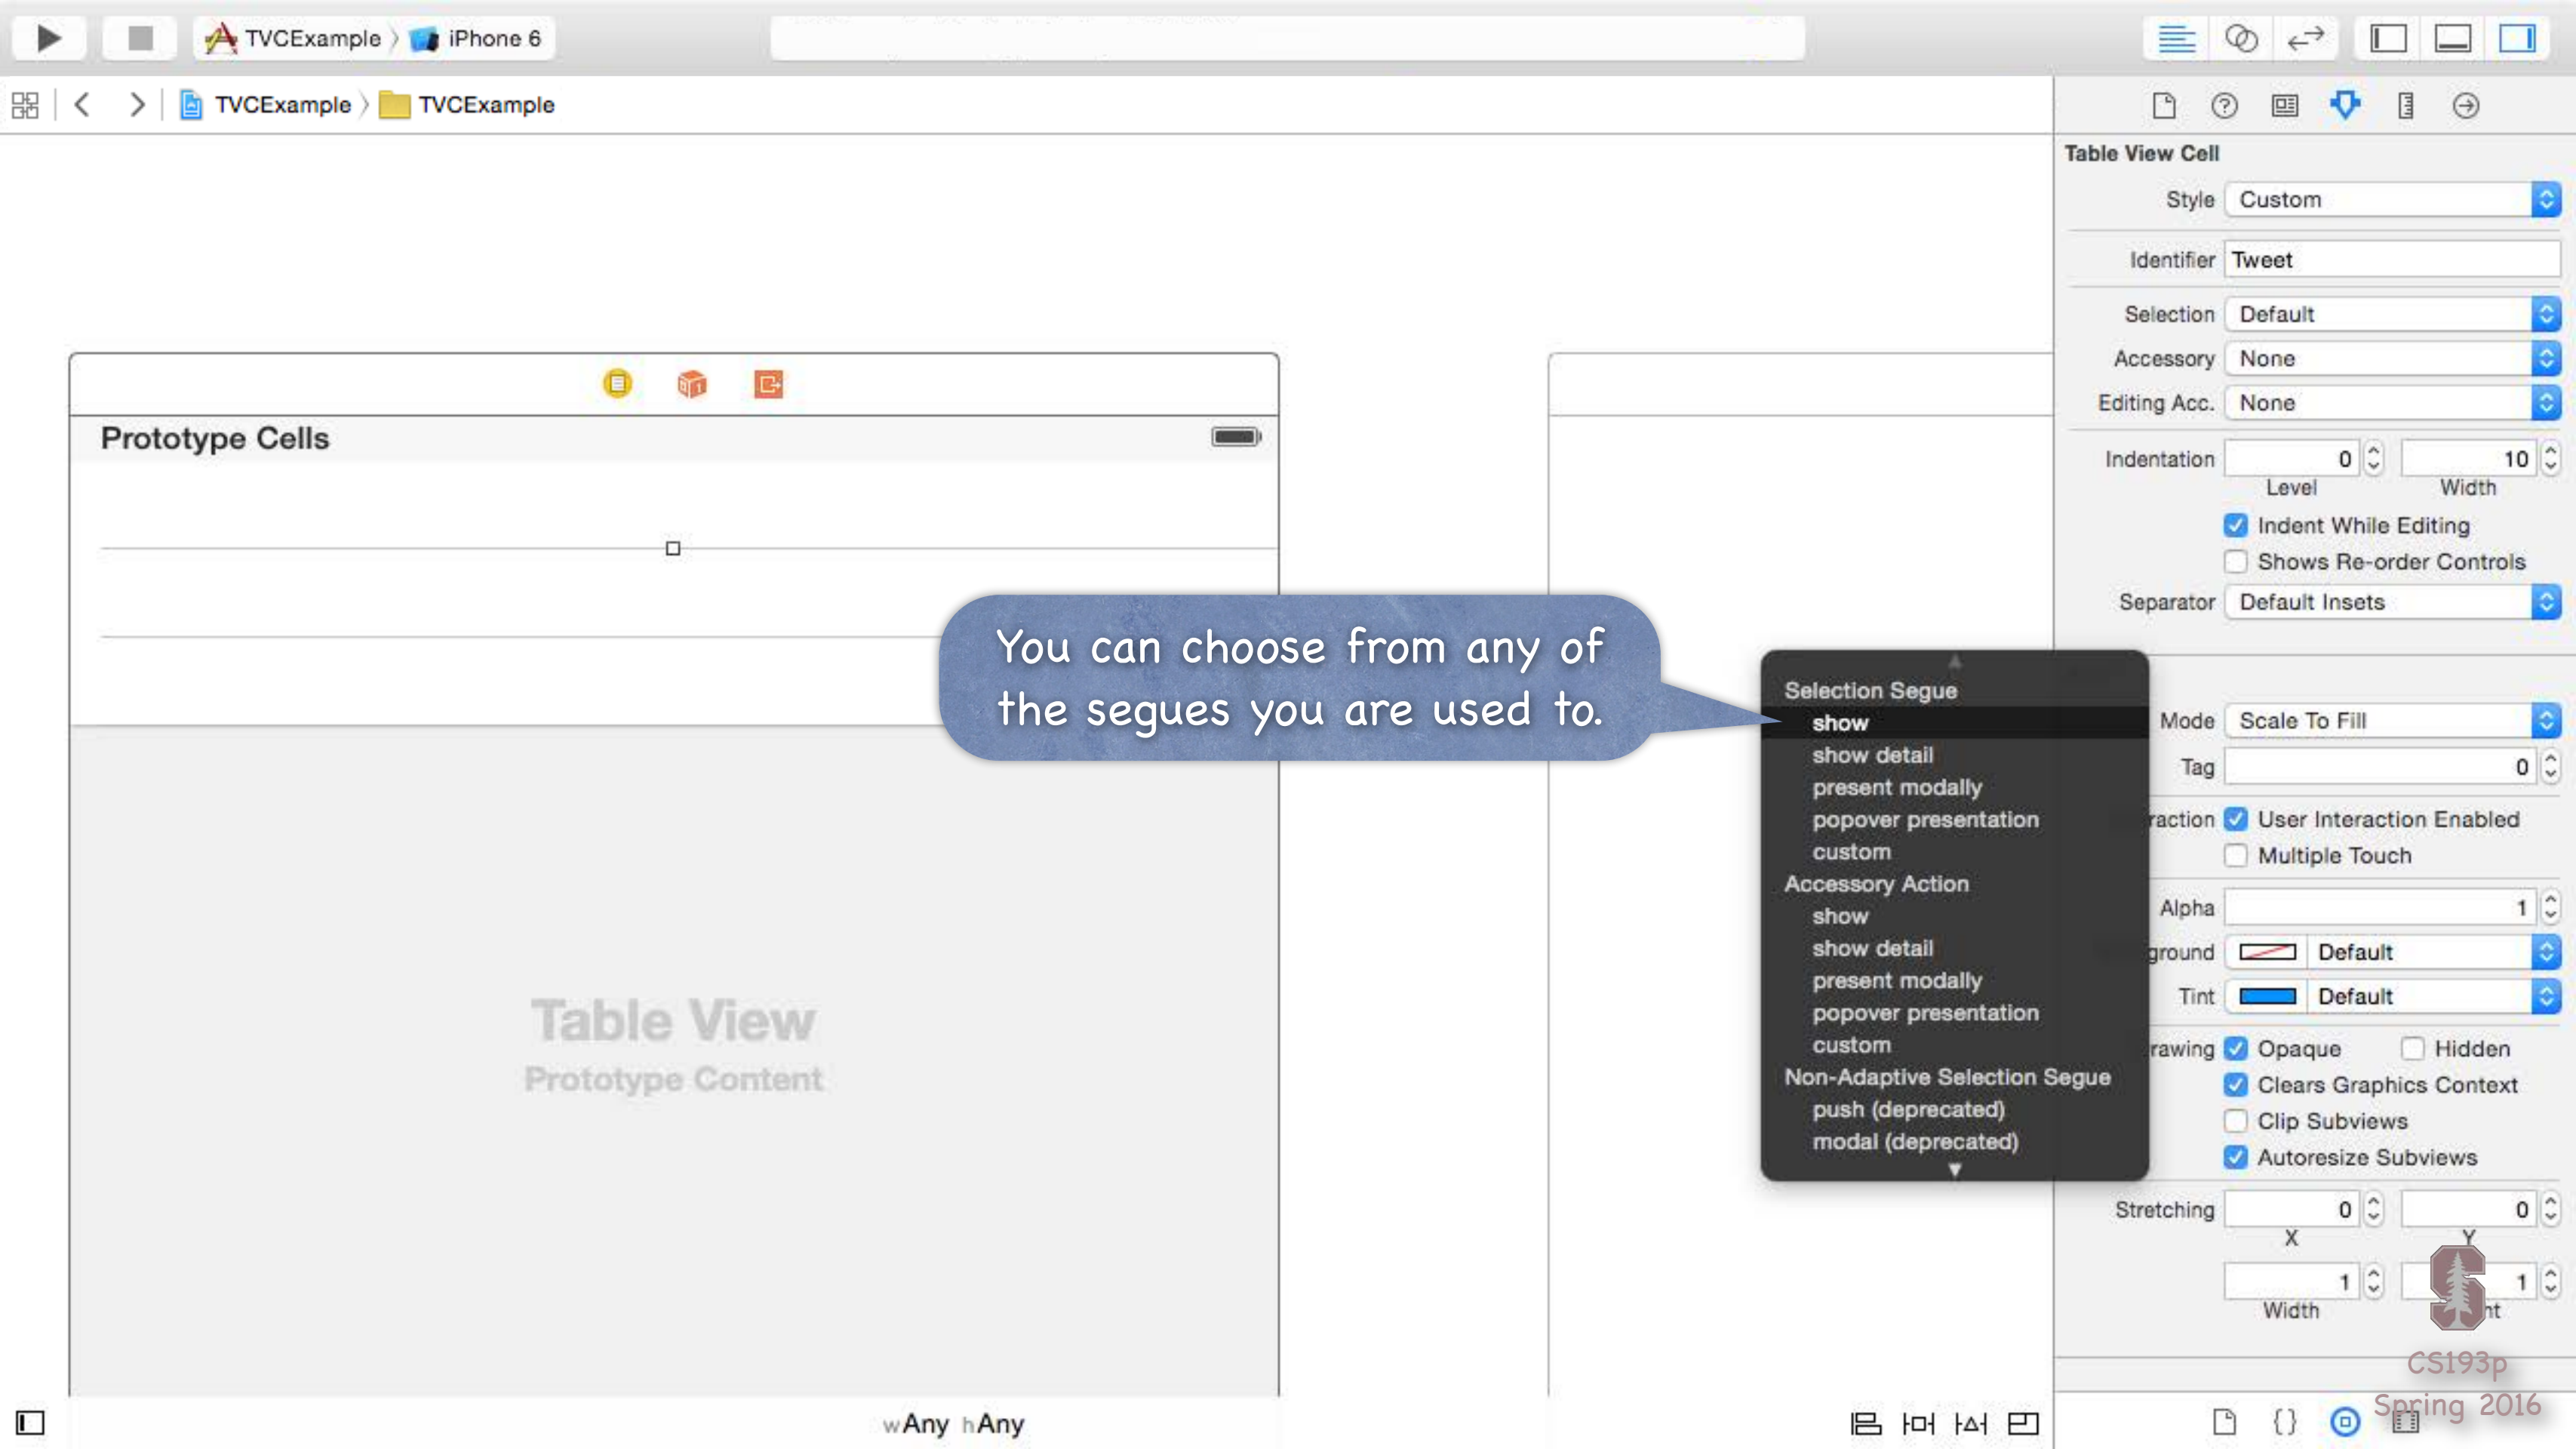 TVCExample iPhone 6
TVCExample TVCExample
Table View Cell
Style Custom
Identifier Tweet
Selection Default
Accessory None
Editing Acc. None
Indentation 0 10
Level Width
Indent While Editing
Shows Re-order Controls
Separator Default Insets
Prototype Cells
You can choose from any of
the segues you are used to.
Selection Segue
show
show detail
present modally
popover presentation
custom
Accessory Action
show
show detail
present modally
popover presentation
custom
Non-Adaptive Selection Segue
push (deprecated)
modal (deprecated)
Mode Scale To Fill
Tag 0
raction User Interaction Enabled
Multiple Touch
Alpha 1
ground Default
Tint Default
rawing Opaque Hidden
Clears Graphics Context
Clip Subviews
Autoresize Subviews
Stretching 0 0
X Y
1 1
Width ht
Table View
Prototype Content
wAny hAny
S
CS193p
Spring 2016